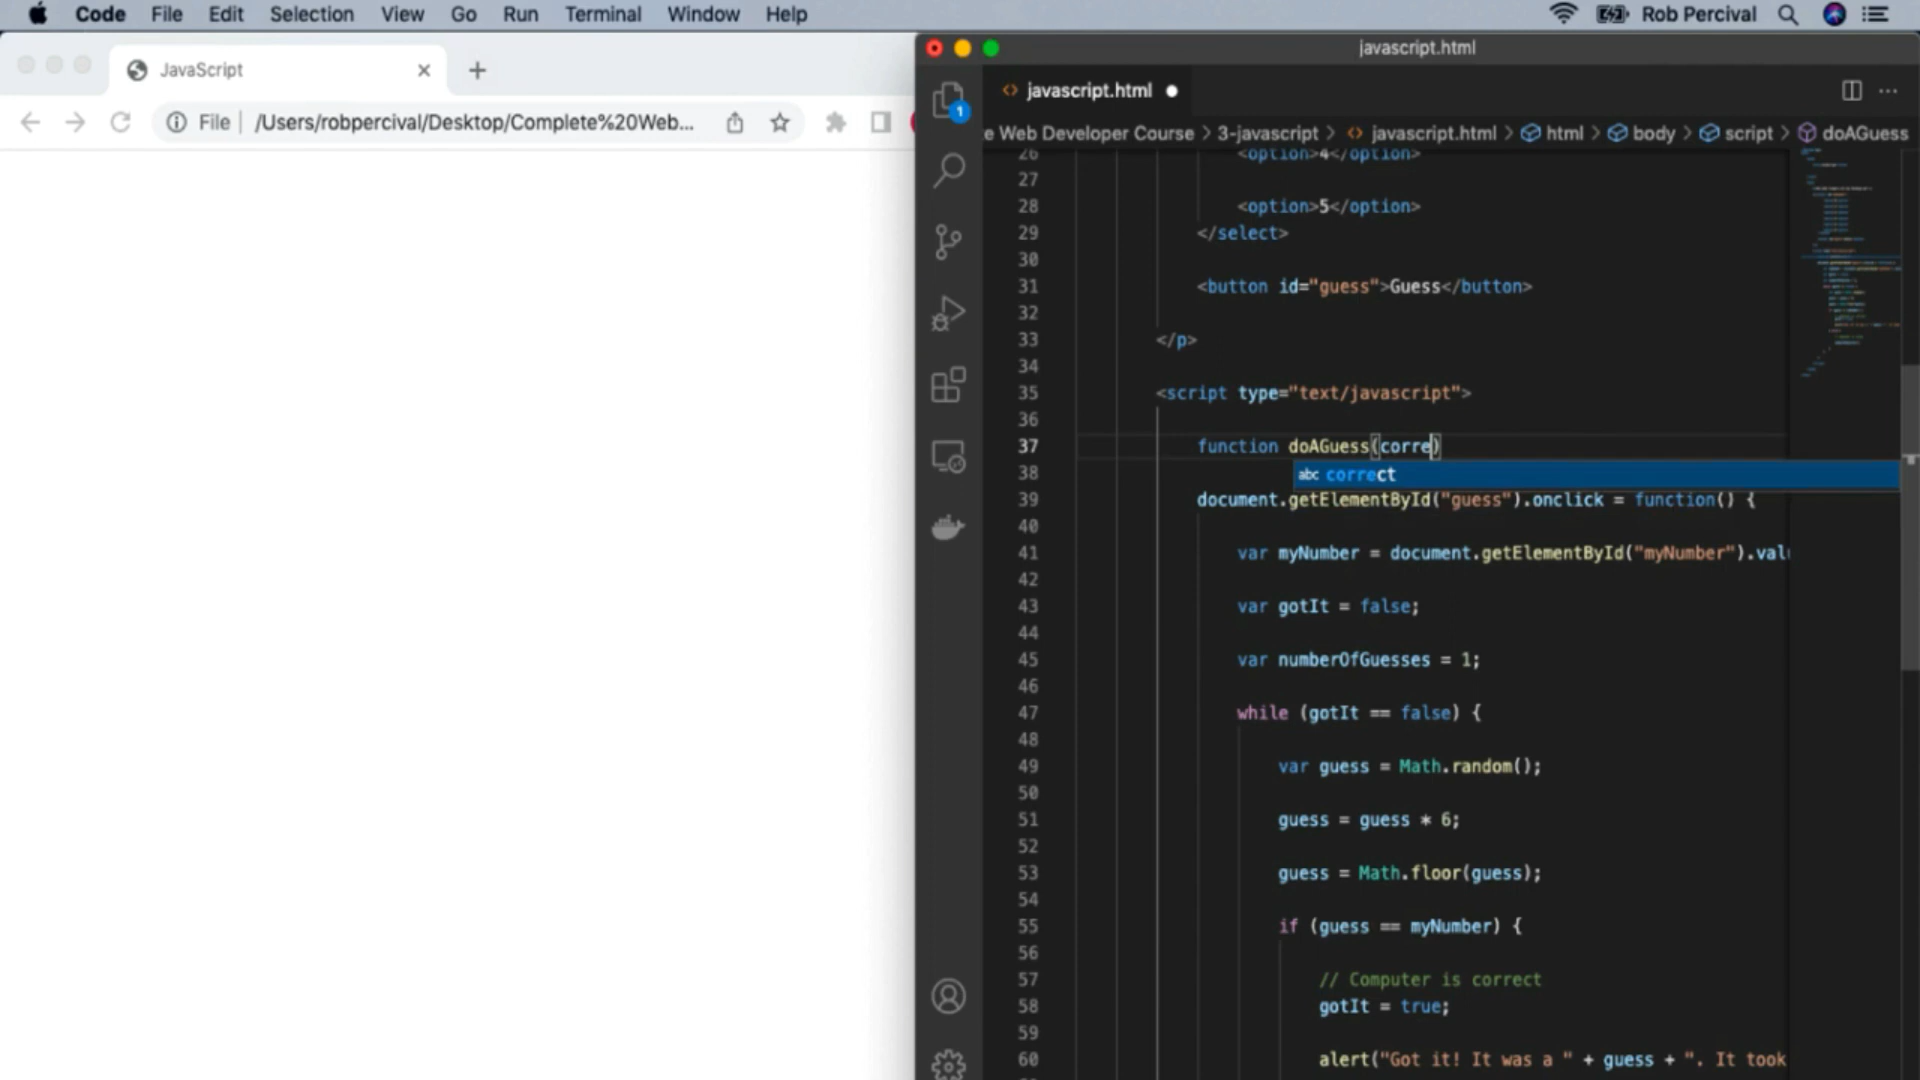 Code File Edit Selection View Go Run Terminal Window Help Rob Percival
javascript.html
JavaScript
javascript.html
1
File /Users/robpercival/Desktop/Complete%20Web...
e Web Developer Course > 3-javascript > javascript.html > html > body > script > doAGuess
26 <option>4</option>
27
28 <option>5</option>
29 </select>
30
31 <button id="guess">Guess</button>
32
33 </p>
34
35 <script type="text/javascript">
36
37 function doAGuess(corre)
abc correct
38
39 document.getElementById("guess").onclick = function() {
40
41 var myNumber = document.getElementById("myNumber").val
42
43 var gotIt = false;
44
45 var numberOfGuesses = 1;
46
47 while (gotIt == false) {
48
49 var guess = Math.random();
50
51 guess = guess * 6;
52
53 guess = Math.floor(guess);
54
55 if (guess == myNumber) {
56
57 // Computer is correct
58 gotIt = true;
59
60 alert("Got it! It was a " + guess + ". It took